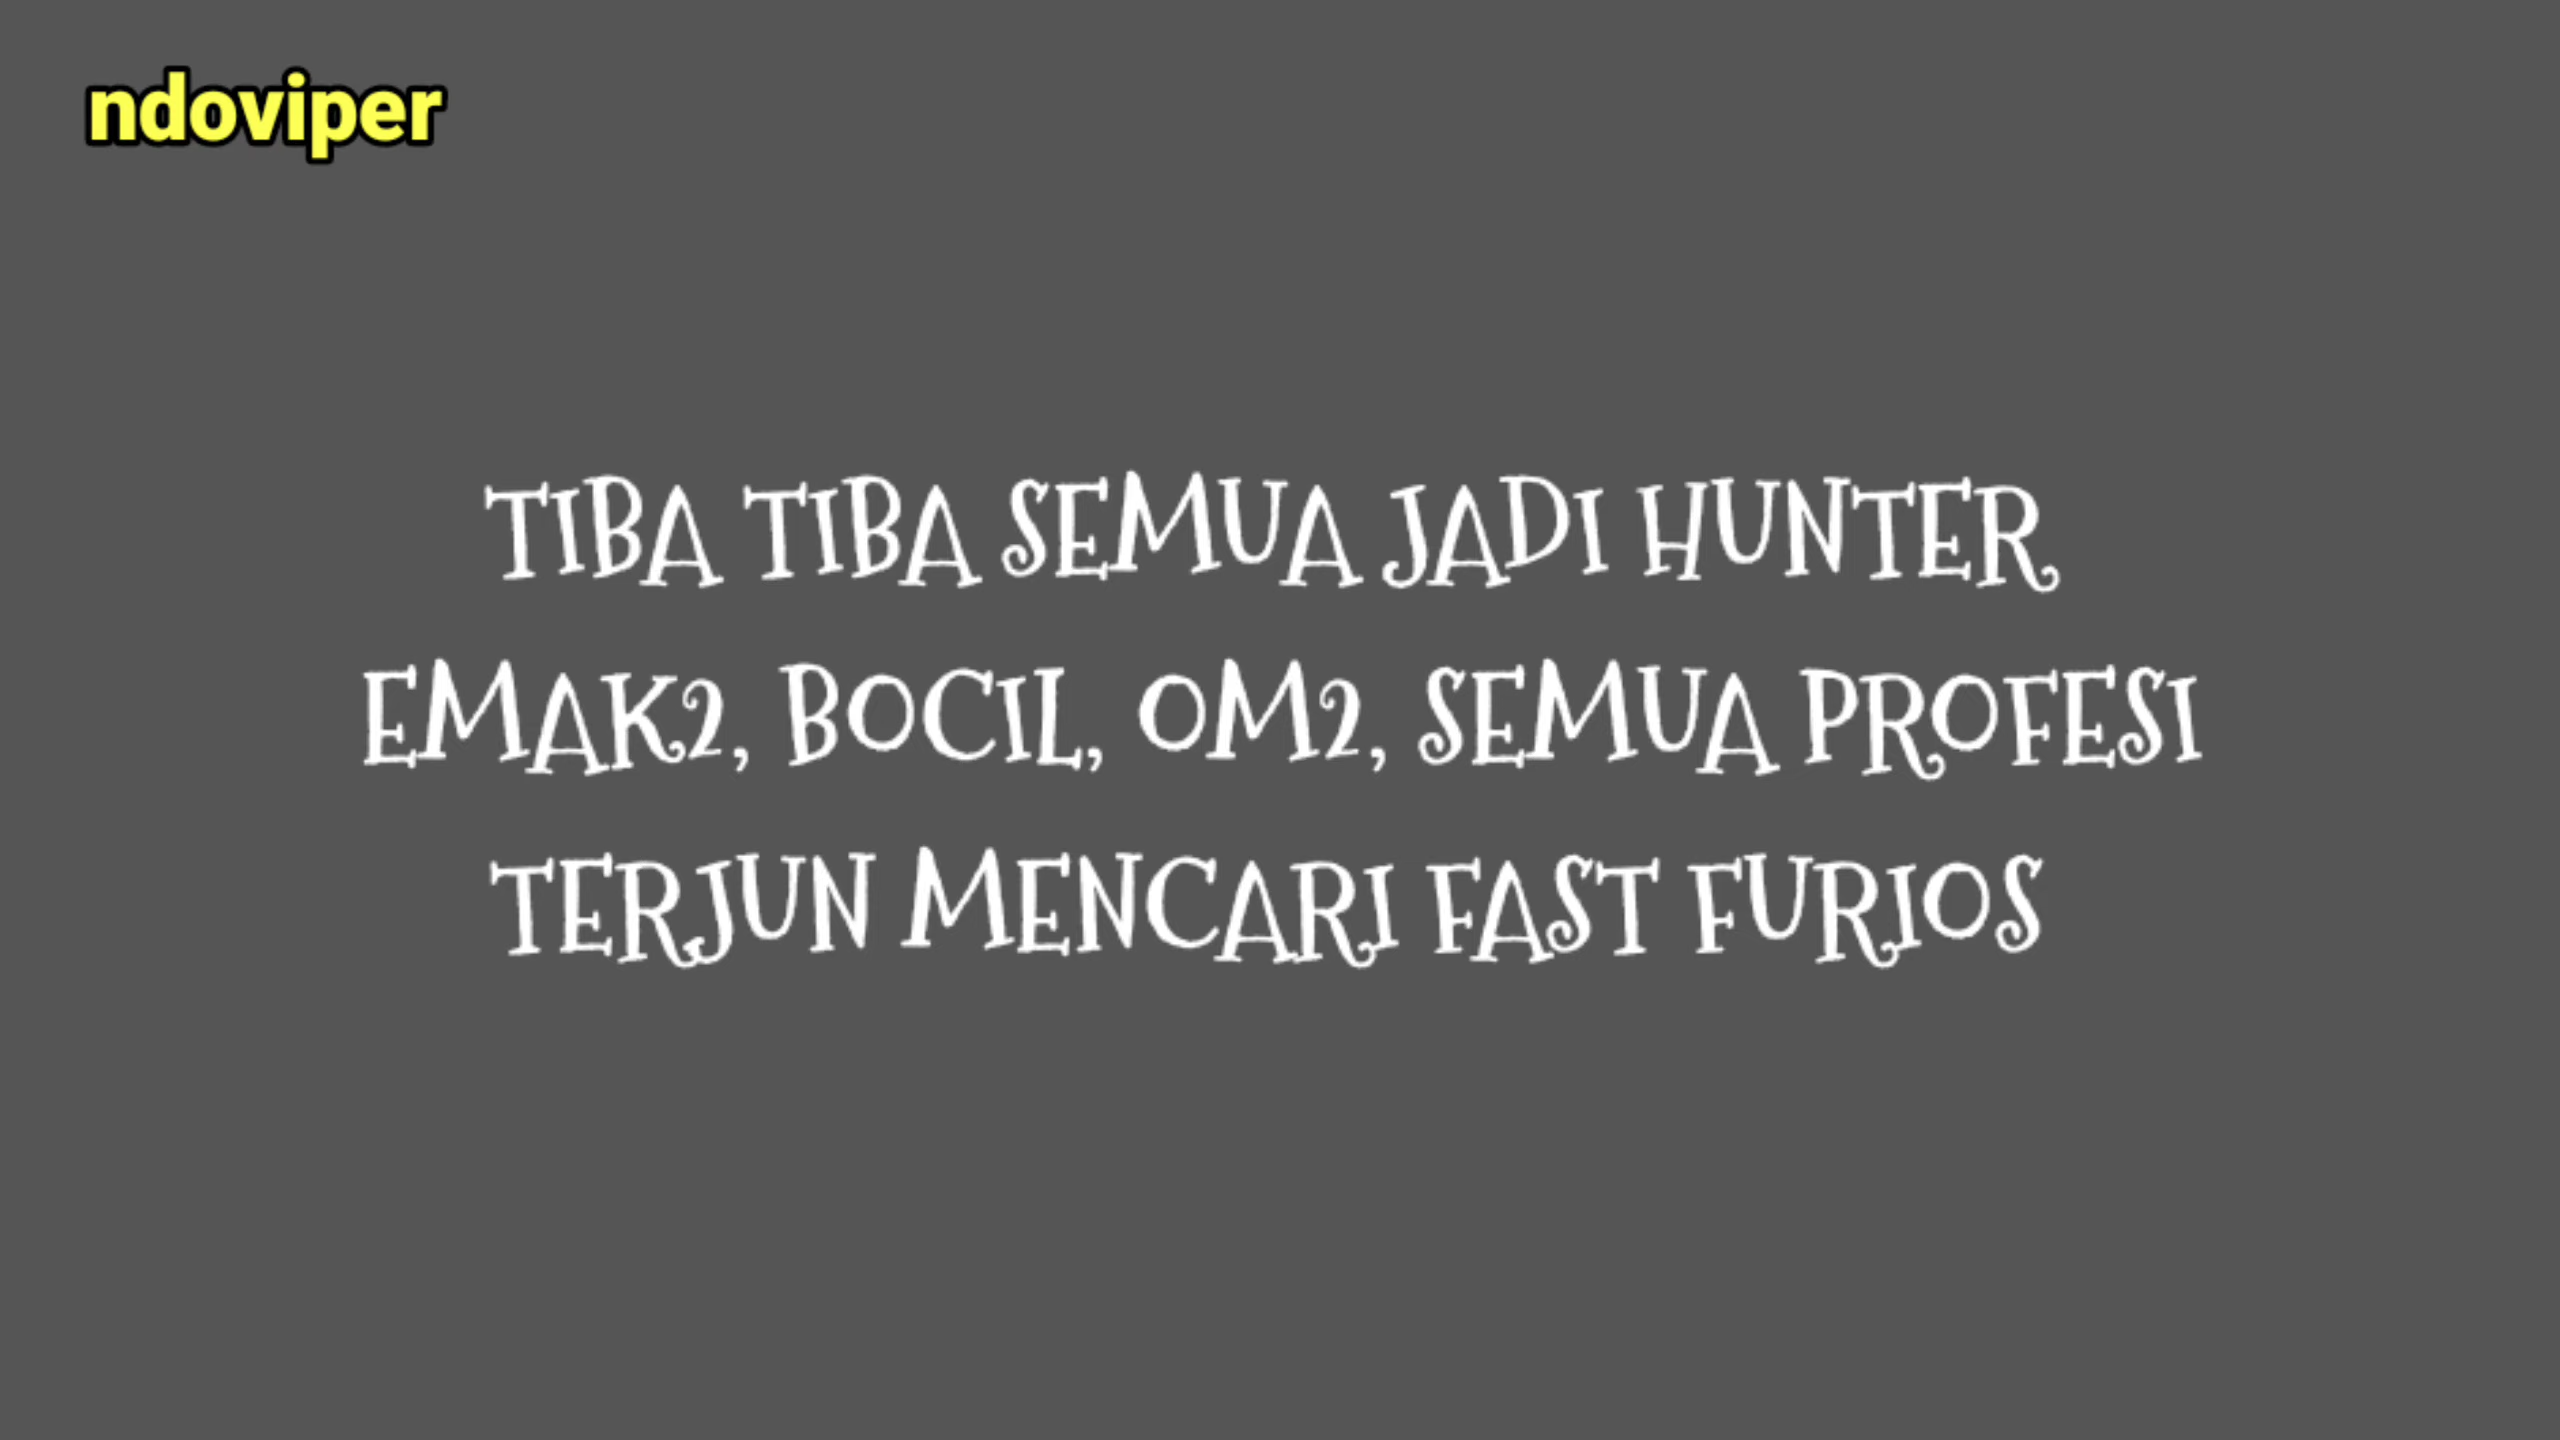 ndoviper
TIBA TIBA SEMUA JADI HUNTER
EMAK2, BOCIL, OM2, SEMUA PROFESI
TERJUN MENCARI FAST FURIOS